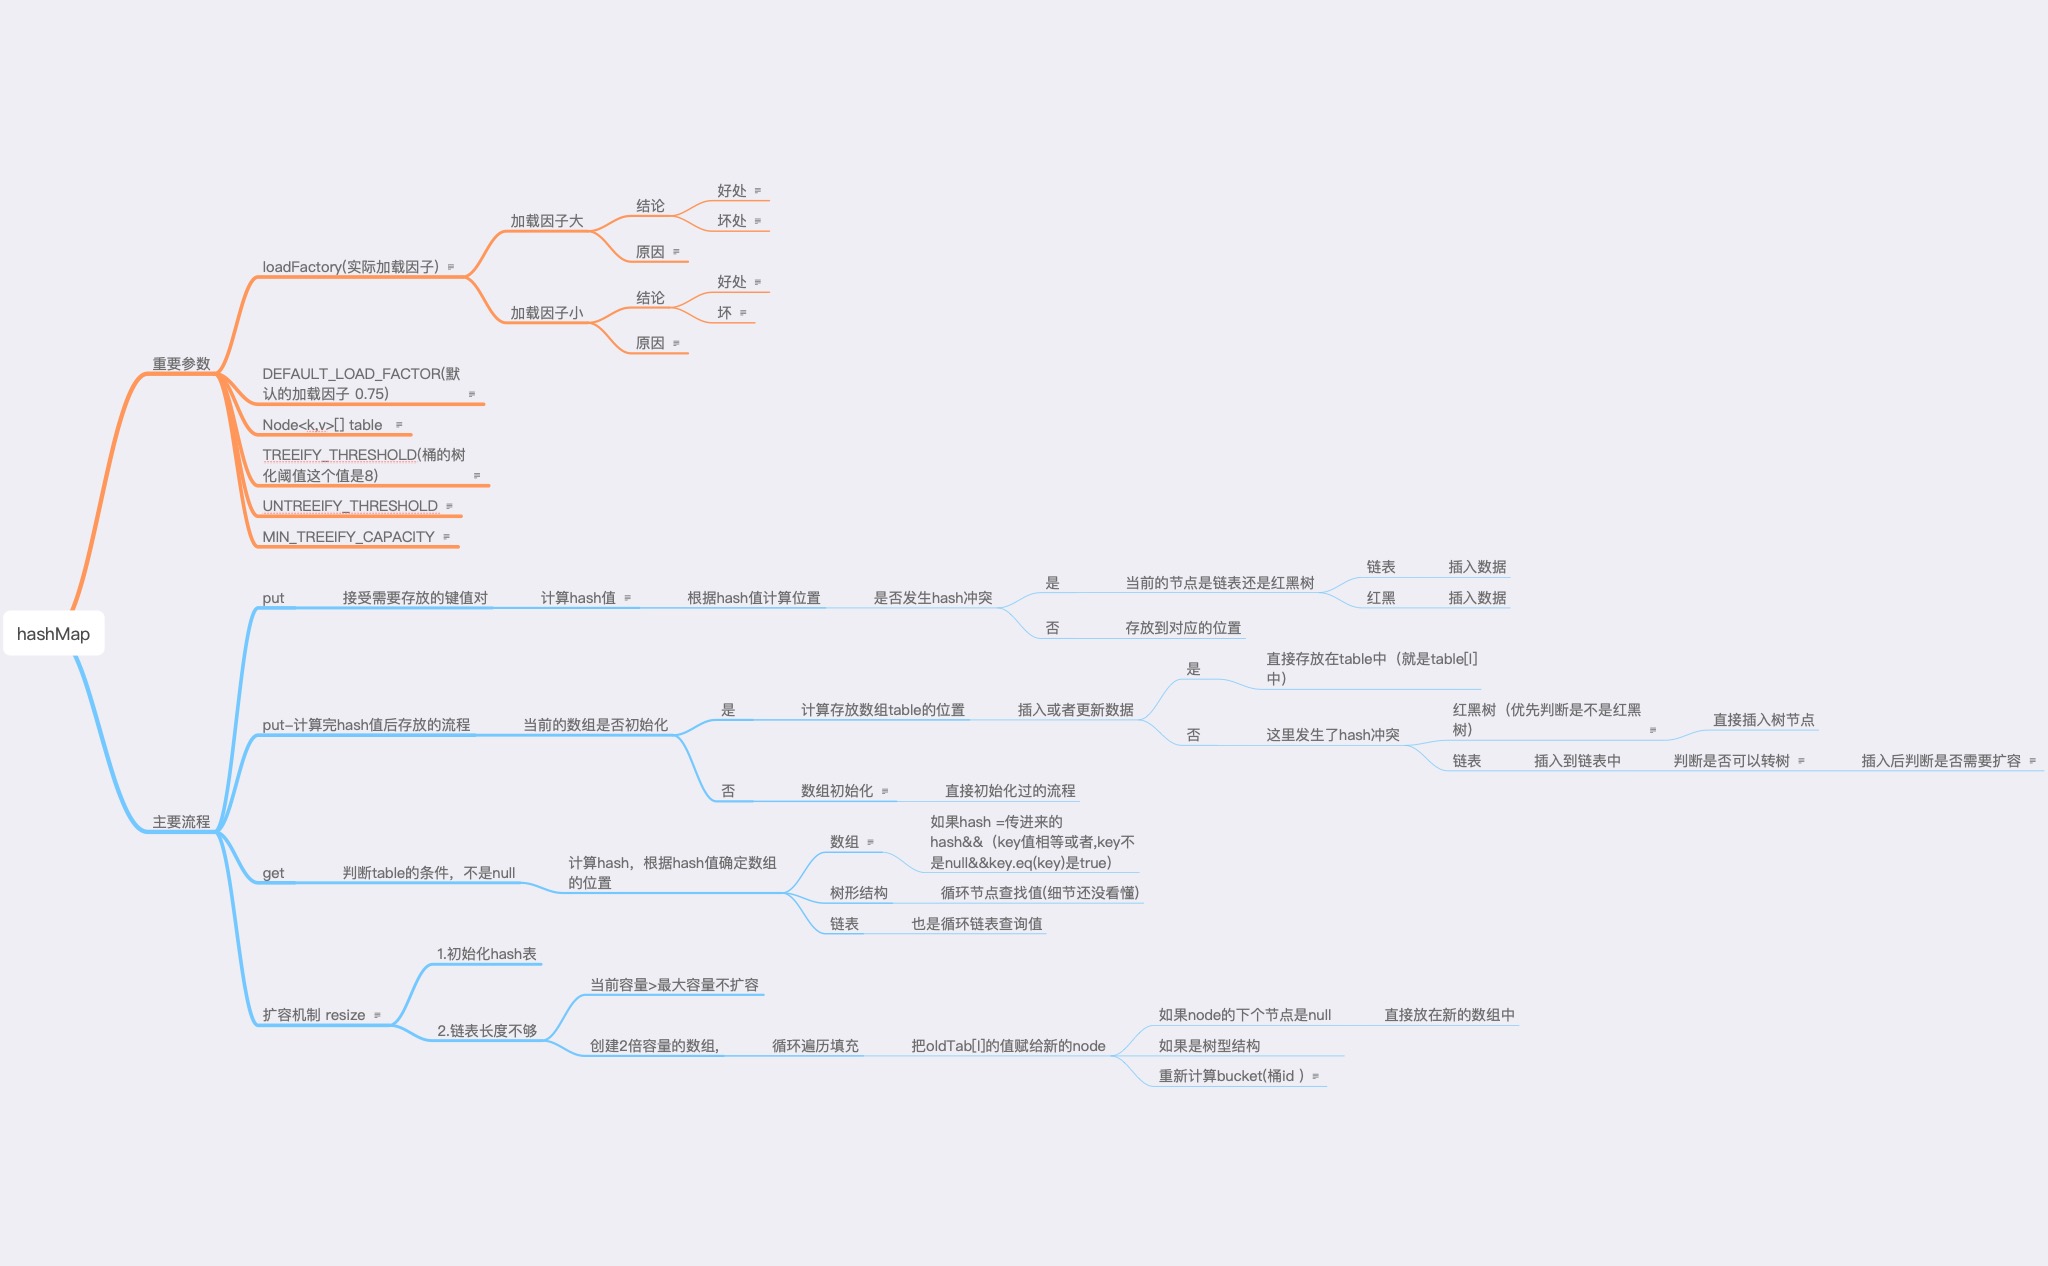 hashMap
重要参数
loadFactory(实际加载因子)
加载因子大
结论
好处
坏处
原因
加载因子小
结论
好处
坏
原因
DEFAULT_LOAD_FACTOR(默
认的加载因子 0.75)
Node<k,v>[] table
TREEIFY_THRESHOLD(桶的树
化阈值这个值是8)
UNTREEIFY_THRESHOLD
MIN_TREEIFY_CAPACITY
主要流程
put
接受需要存放的键值对
计算hash值
根据hash值计算位置
是否发生hash冲突
是
当前的节点是链表还是红黑树
链表
插入数据
红黑
插入数据
否
存放到对应的位置
put-计算完hash值后存放的流程
当前的数组是否初始化
是
计算存放数组table的位置
插入或者更新数据
是
直接存放在table中（就是table[I]
中）
否
这里发生了hash冲突
红黑树（优先判断是不是红黑
树）
直接插入树节点
链表
插入到链表中
判断是否可以转树
插入后判断是否需要扩容
否
数组初始化
直接初始化过的流程
get
判断table的条件，不是null
计算hash，根据hash值确定数组
的位置
数组
如果hash =传进来的
hash&&（key值相等或者,key不
是null&&key.eq(key)是true）
树形结构
循环节点查找值(细节还没看懂)
链表
也是循环链表查询值
扩容机制 resize
1.初始化hash表
2.链表长度不够
当前容量>最大容量不扩容
创建2倍容量的数组,
循环遍历填充
把oldTab[I]的值赋给新的node
如果node的下个节点是null
直接放在新的数组中
如果是树型结构
重新计算bucket(桶id ）